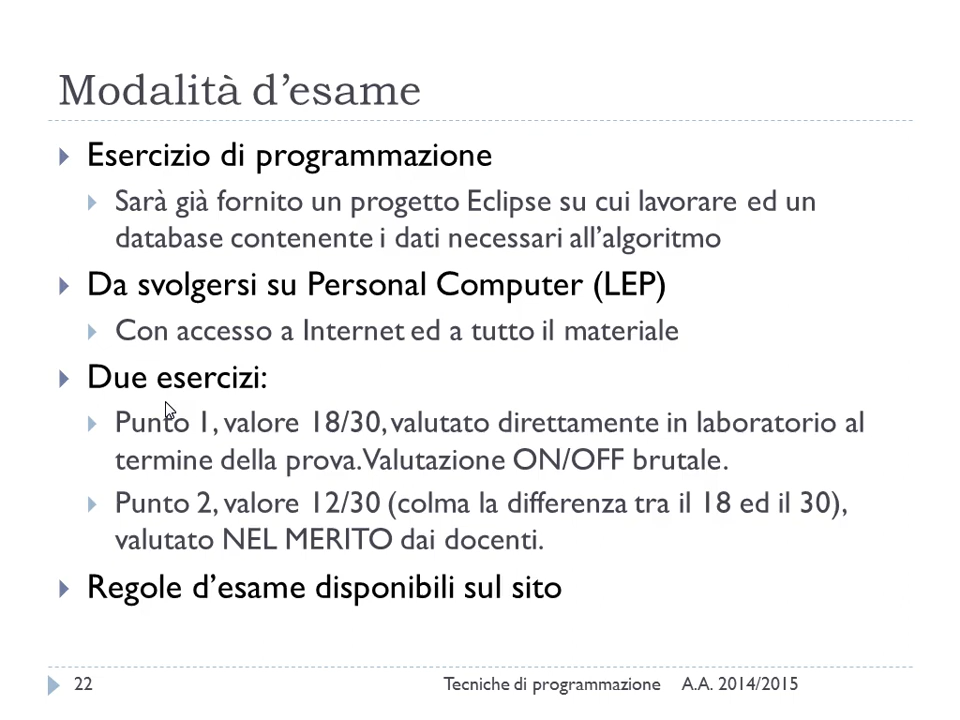 Modalità d’esame
Esercizio di programmazione
Sarà già fornito un progetto Eclipse su cui lavorare ed un
database contenente i dati necessari all’algoritmo
Da svolgersi su Personal Computer (LEP)
Con accesso a Internet ed a tutto il materiale
Due esercizi:
Punto 1, valore 18/30, valutato direttamente in laboratorio al
termine della prova. Valutazione ON/OFF brutale.
Punto 2, valore 12/30 (colma la differenza tra il 18 ed il 30),
valutato NEL MERITO dai docenti.
Regole d’esame disponibili sul sito
22 Tecniche di programmazione A.A. 2014/2015